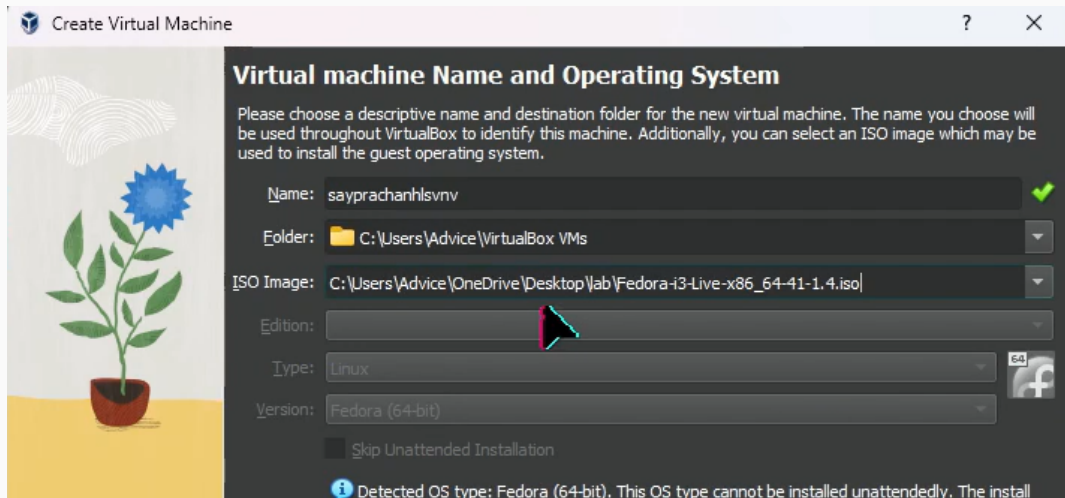 Create Virtual Machine ? ×
Virtual machine Name and Operating System
Please choose a descriptive name and destination folder for the new virtual machine. The name you choose will
be used throughout VirtualBox to identify this machine. Additionally, you can select an ISO image which may be
used to install the guest operating system.
Name: sayprachanhlsvnv
Folder: C:\Users\Advice\VirtualBox VMs
ISO Image: C:\Users\Advice\OneDrive\Desktop\lab\Fedora-i3-Live-x86_64-41-1.4.iso
Edition:
Type: Linux
64
Version: Fedora (64-bit)
Skip Unattended Installation
Detected OS type: Fedora (64-bit). This OS type cannot be installed unattendedly. The install